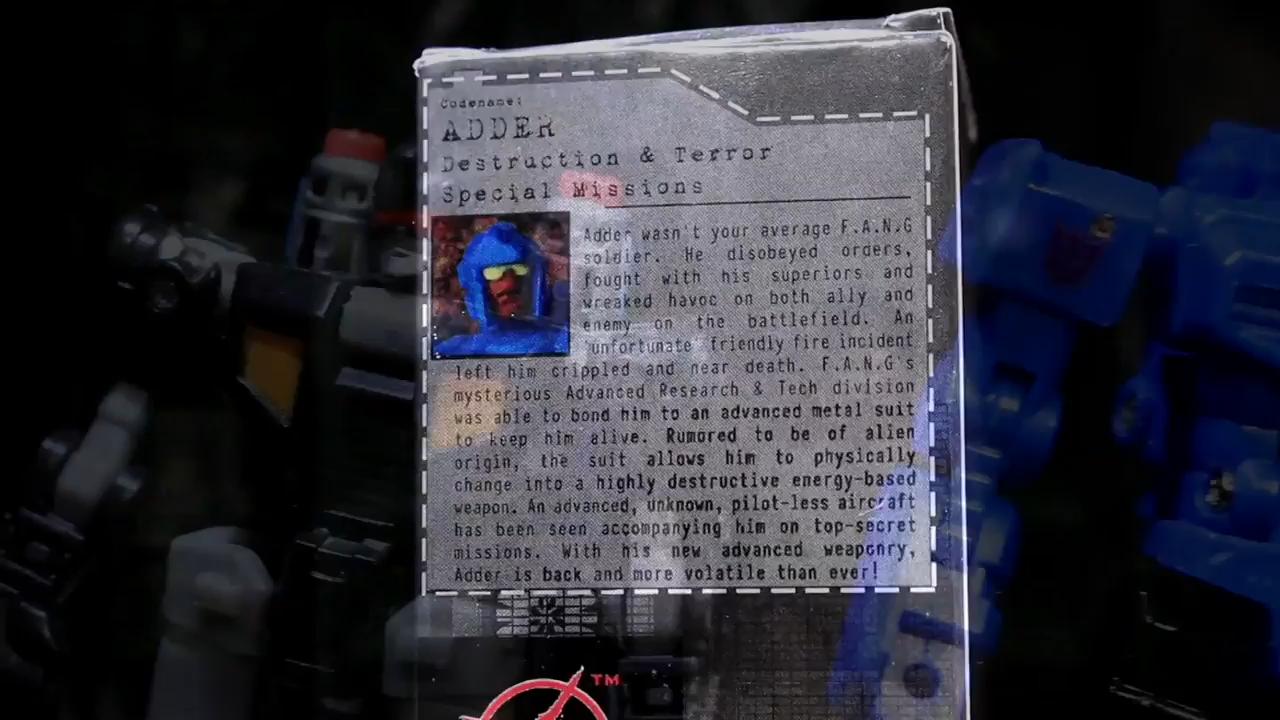 Codename:
ADDER
Destruction & Terror
Special Missions
Adder wasn't your average F.A.N.G
soldier. He disobeyed orders,
fought with his superiors and
wreaked havoc on both ally and
enemy on the battlefield. An
'unfortunate' friendly fire incident
left him crippled and near death. F.A.N.G's
mysterious Advanced Research & Tech division
was able to bond him to an advanced metal suit
to keep him alive. Rumored to be of alien
origin, the suit allows him to physically
change into a highly destructive energy-based
weapon. An advanced, unknown, pilot-less aircraft
has been seen accompanying him on top-secret
missions. With his new advanced weaponry,
Adder is back and more volatile than ever!
TM